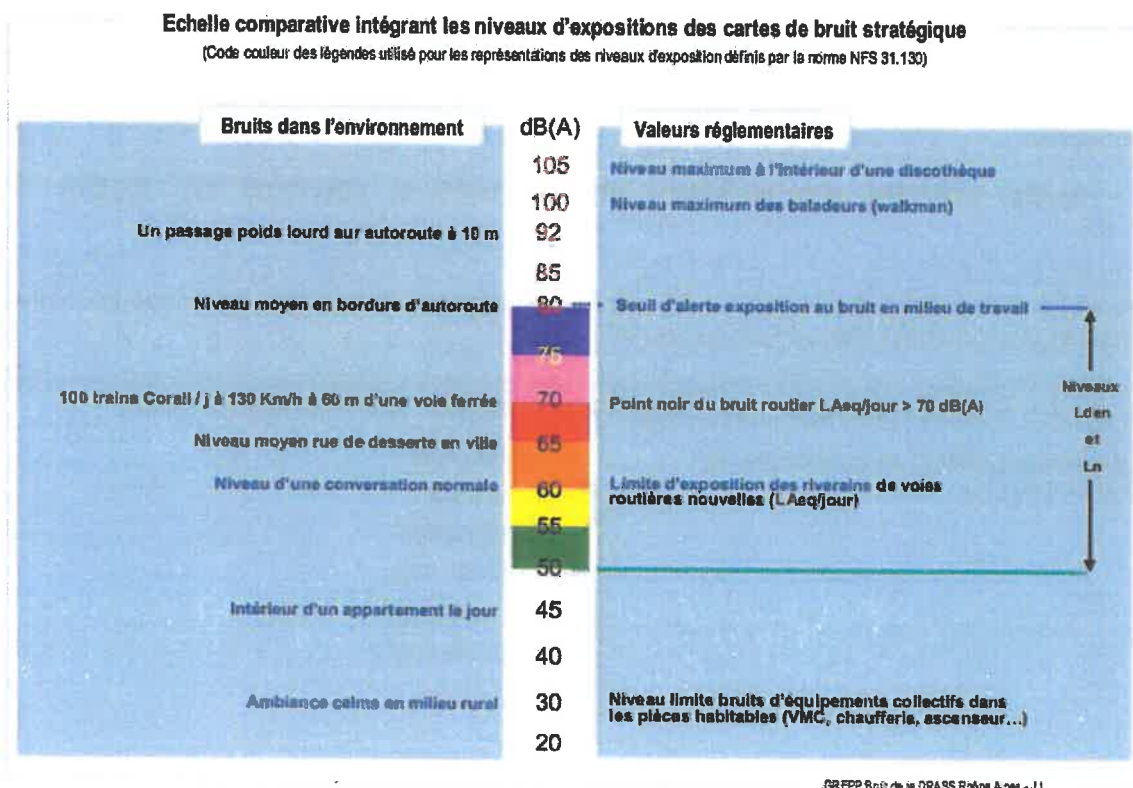 Echelle comparative intégrant les niveaux d'expositions des cartes de bruit stratégique
(Code couleur des légendes utilisé pour les représentations des niveaux d'exposition définis par la norme NFS 31.130)
Bruits dans l'environnement
dB(A)
Valeurs réglementaires
105
Niveau maximum à l'intérieur d'une discothèque
100
Niveau maximum des baladeurs (walkman)
Un passage poids lourd sur autoroute à 10 m
92
85
Niveau moyen en bordure d'autoroute
80
Seuil d'alerte exposition au bruit en milieu de travail
75
100 trains Corail / j à 130 Km/h à 60 m d'une voie ferrée
70
Point noir du bruit routier LAeq/jour > 70 dB(A)
Niveaux
Lden
et
Ln
Niveau moyen rue de desserte en ville
65
Niveau d'une conversation normale
60
Limite d'exposition des riverains de voies
routières nouvelles (LAeq/jour)
55
50
Intérieur d'un appartement le jour
45
40
Ambiance calme en milieu rural
30
Niveau limite bruits d'équipements collectifs dans
les pièces habitables (VMC, chaufferie, ascenseur...)
20
Bruit de la DRASS Rhône Alpes